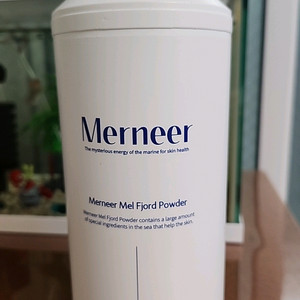 Merneer
The mysterious energy of the marine for skin health
Merneer Mel Fjord Powder
Merneer Mel Fjord Powder contains a large amount
of special ingredients in the sea that help the skin.